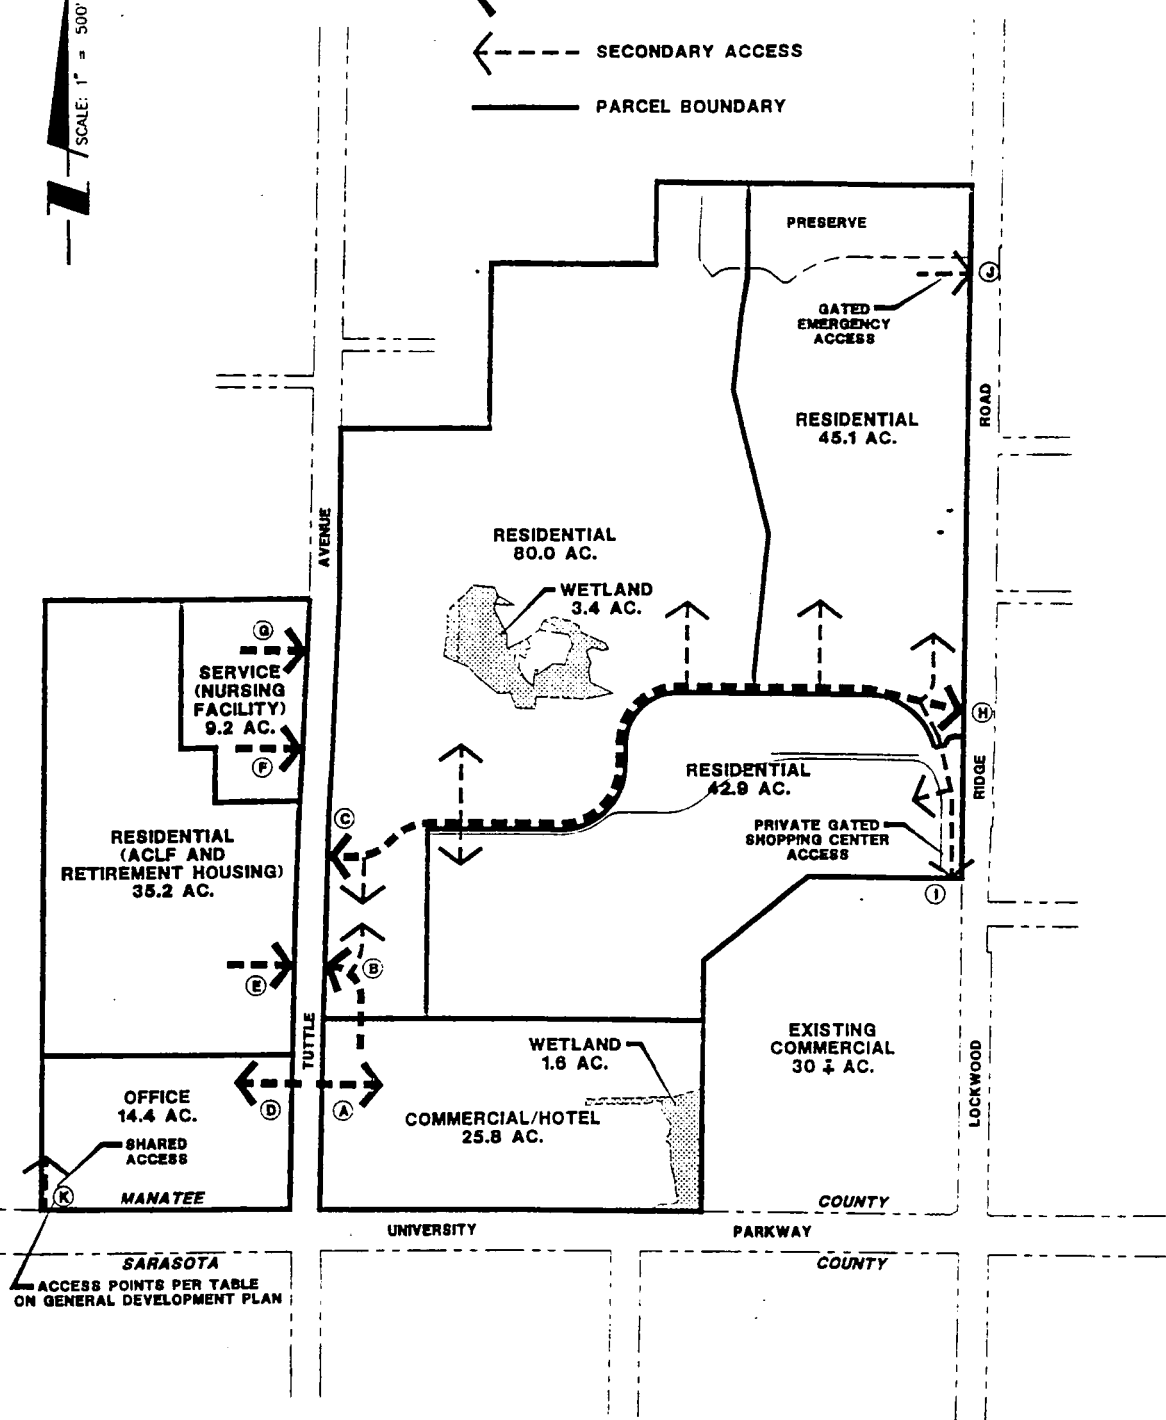 SCALE: 1" = 500'
SECONDARY ACCESS
PARCEL BOUNDARY
PRESERVE
J
GATED
EMERGENCY
ACCESS
ROAD
RESIDENTIAL
45.1 AC.
AVENUE
RESIDENTIAL
80.0 AC.
WETLAND
3.4 AC.
G
SERVICE
(NURSING
FACILITY)
9.2 AC.
F
H
RIDGE
RESIDENTIAL
42.9 AC.
C
PRIVATE GATED
SHOPPING CENTER
ACCESS
RESIDENTIAL
(ACLF AND
RETIREMENT HOUSING)
35.2 AC.
I
B
E
TUTTLE
EXISTING
COMMERCIAL
30 ± AC.
LOCKWOOD
WETLAND
1.6 AC.
OFFICE
14.4 AC.
D
A
COMMERCIAL/HOTEL
25.8 AC.
SHARED
ACCESS
K
MANATEE
COUNTY
UNIVERSITY
PARKWAY
SARASOTA
COUNTY
ACCESS POINTS PER TABLE
ON GENERAL DEVELOPMENT PLAN